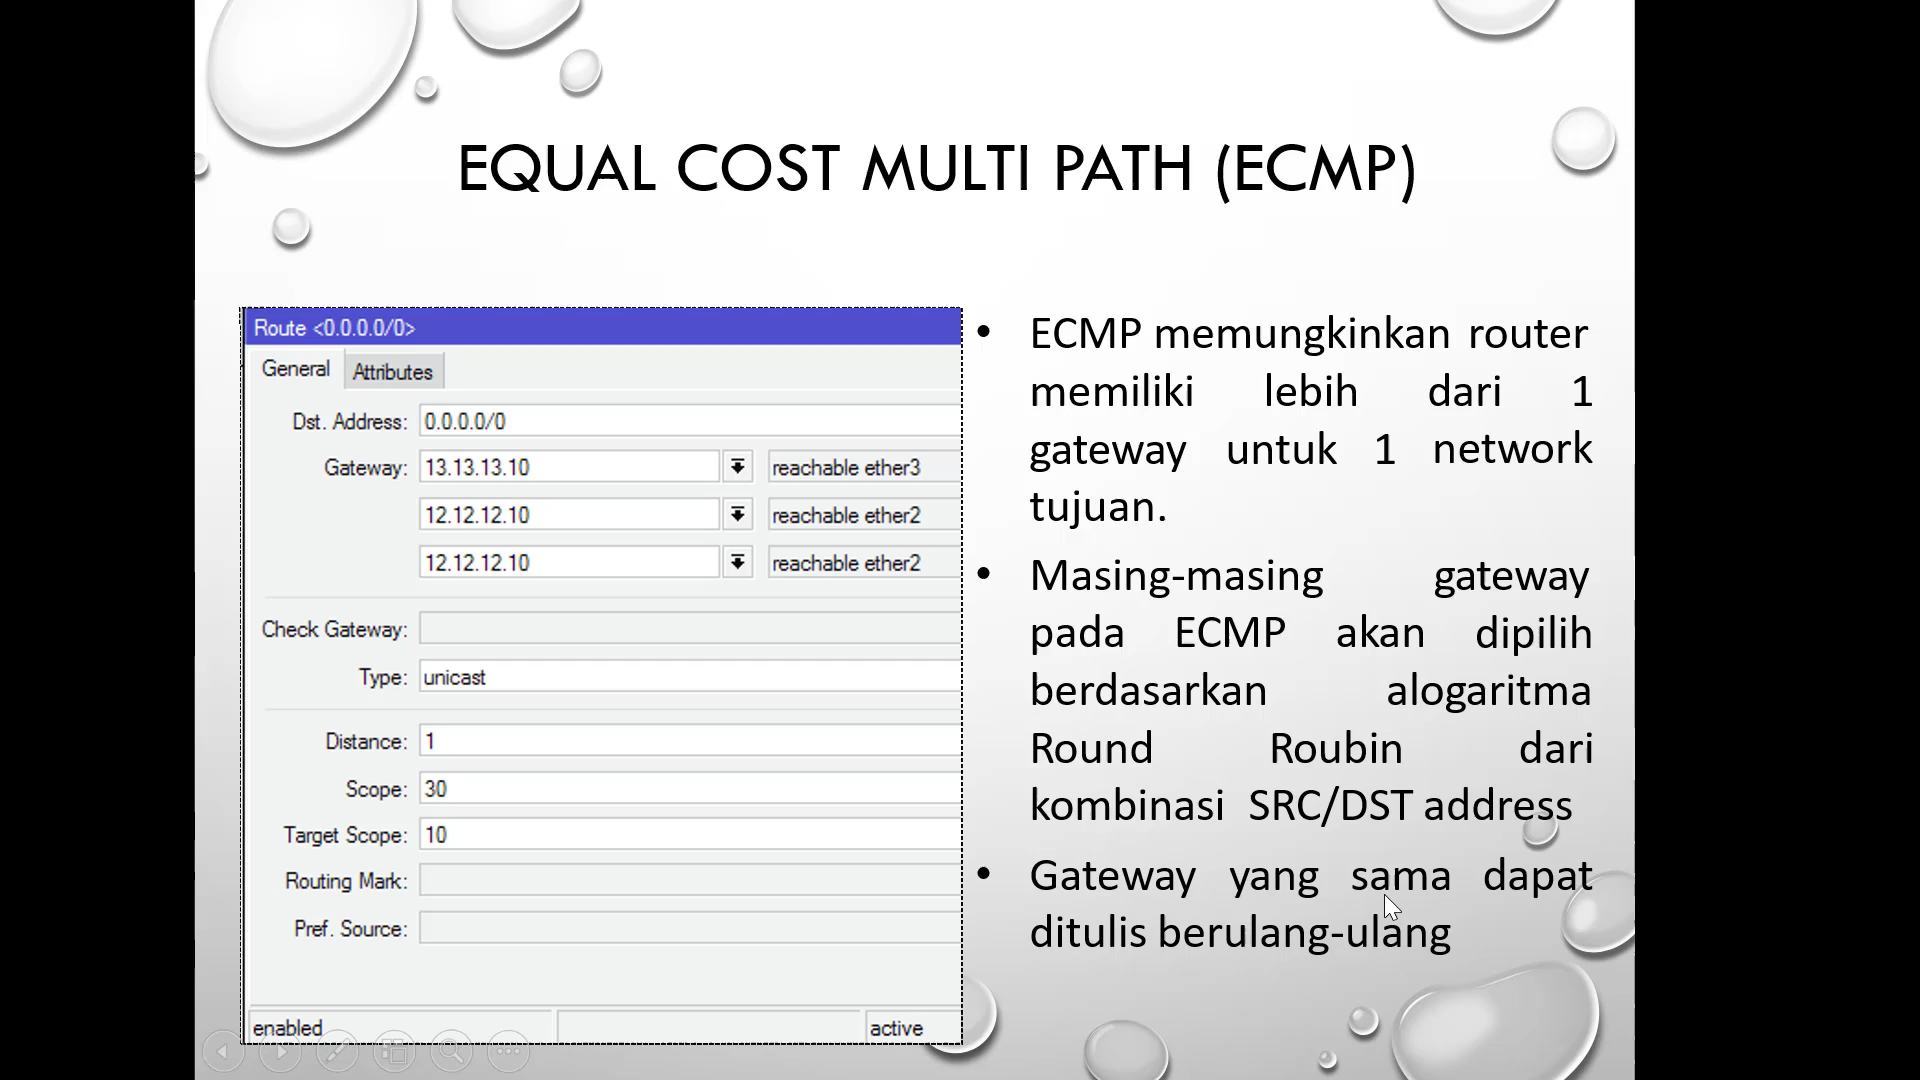 EQUAL COST MULTI PATH (ECMP)
Route <0.0.0.0/0>
General Attributes
Dst. Address: 0.0.0.0/0
Gateway: 13.13.13.10 reachable ether3
12.12.12.10 reachable ether2
12.12.12.10 reachable ether2
Check Gateway:
Type: unicast
Distance: 1
Scope: 30
Target Scope: 10
Routing Mark:
Pref. Source:
enabled active
• ECMP memungkinkan router
memiliki lebih dari 1
gateway untuk 1 network
tujuan.
• Masing-masing gateway
pada ECMP akan dipilih
berdasarkan alogaritma
Round Roubin dari
kombinasi SRC/DST address
• Gateway yang sama dapat
ditulis berulang-ulang